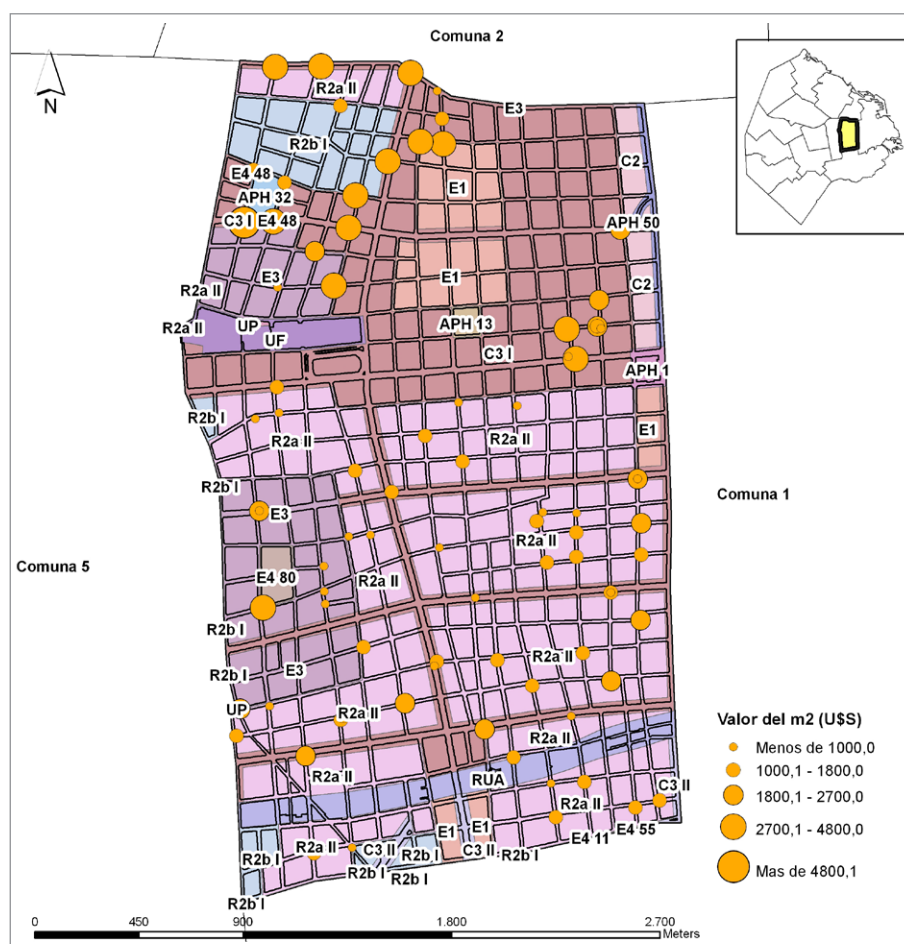 Comuna 2
N
R2a II
E3
R2b I
C2
E4 48
E1
APH 32
C3 I
E4 48
APH 50
E3
E1
C2
R2a II
R2a II
UP
UF
APH 13
C3 I
APH 1
R2b I
R2a II
R2a II
E1
R2b I
Comuna 1
E3
R2a II
Comuna 5
E4 80
R2a II
R2b I
R2b I
E3
R2a II
UP
R2a II
R2a II
Valor del m2 (U$S)
Menos de 1000,0
1000,1 - 1800,0
1800,1 - 2700,0
2700,1 - 4800,0
Mas de 4800,1
R2a II
RUA
C3 II
R2a II
E4 55
E1
E1
E4 11
R2b I
R2a II
C3 II
R2b I
C3 II
R2b I
R2b I
R2b I
R2b I
0
450
900
1.800
2.700
Meters